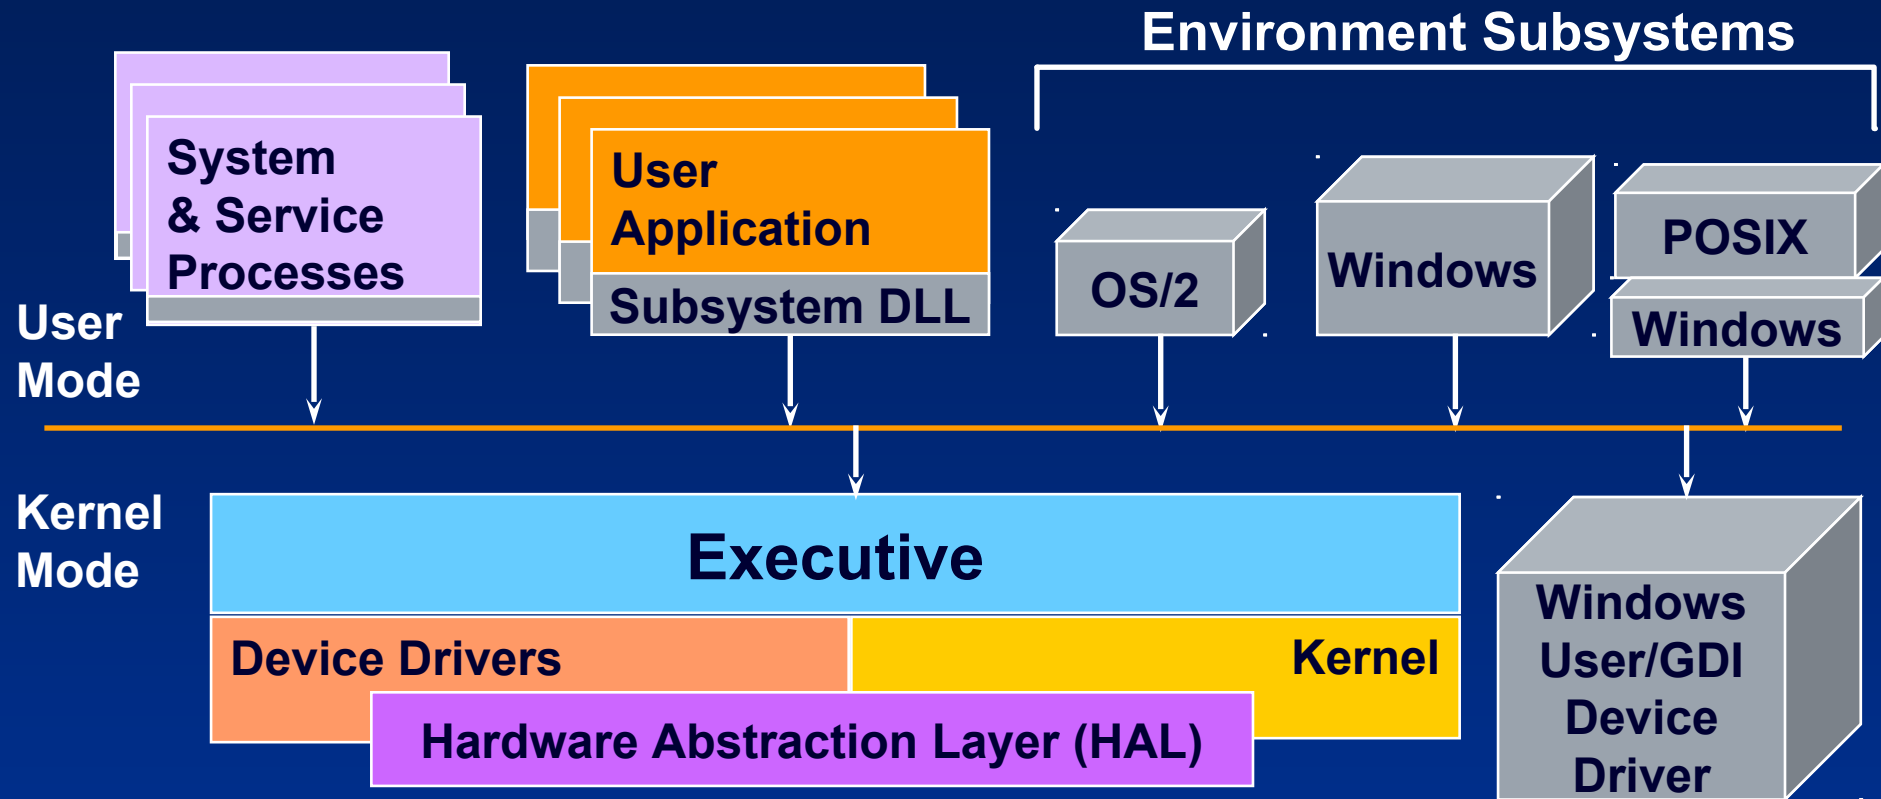 Environment Subsystems
System
& Service
Processes
User
Application
Subsystem DLL
OS/2
Windows
POSIX
Windows
User
Mode
Kernel
Mode
Executive
Device Drivers
Kernel
Hardware Abstraction Layer (HAL)
Windows
User/GDI
Device
Driver